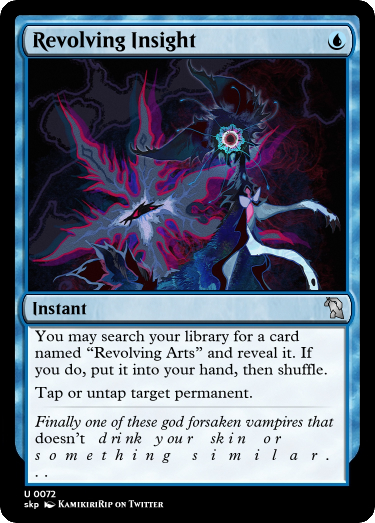 Revolving Insight
Instant
You may search your library for a card
named “Revolving Arts” and reveal it. If
you do, put it into your hand, then shuffle.
Tap or untap target permanent.
Finally one of these god forsaken vampires that
doesn’t drink your skin or
something similar.
. .
U 0072
skp KamikiriRip on Twitter